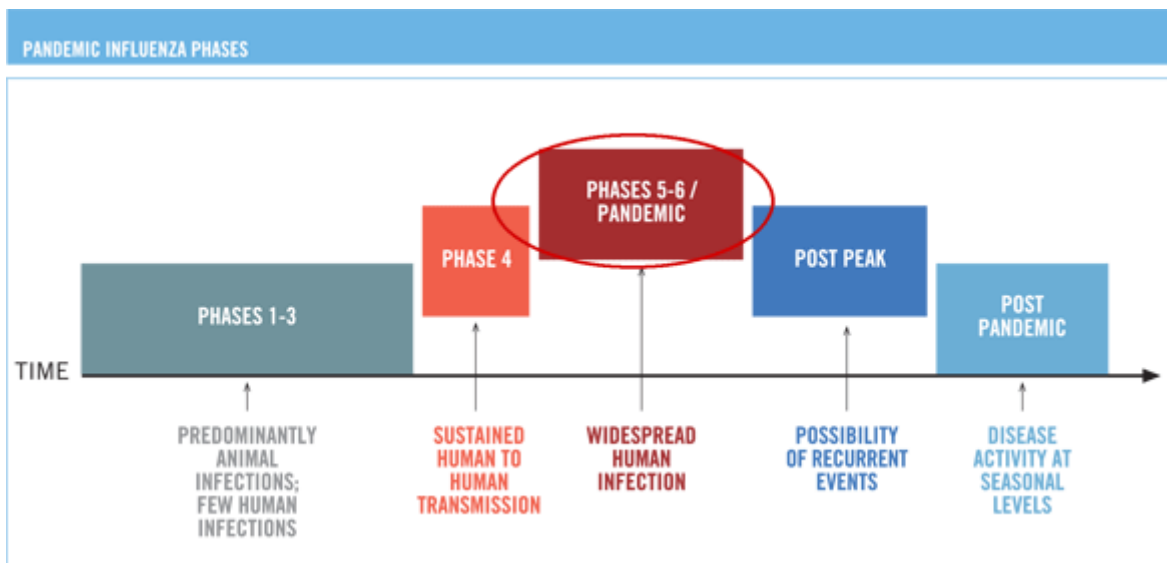 PANDEMIC INFLUENZA PHASES
PHASES 5-6 /
PANDEMIC
PHASE 4
POST PEAK
PHASES 1-3
POST
PANDEMIC
TIME
PREDOMINANTLY
ANIMAL
INFECTIONS;
FEW HUMAN
INFECTIONS
SUSTAINED
HUMAN TO
HUMAN
TRANSMISSION
WIDESPREAD
HUMAN
INFECTION
POSSIBILITY
OF RECURRENT
EVENTS
DISEASE
ACTIVITY AT
SEASONAL
LEVELS